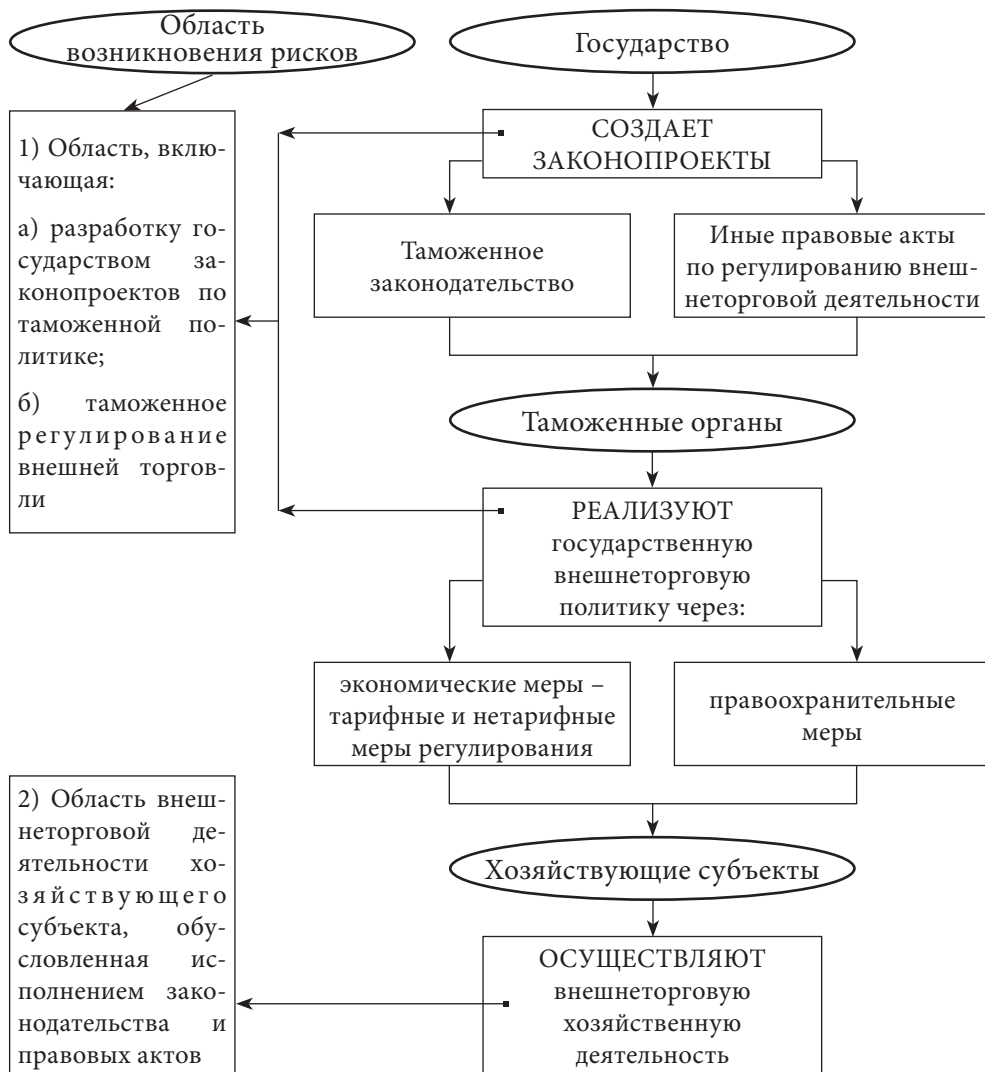 Область
возникновения рисков
Государство
1) Область, вклю-
чающая:
а) разработку го-
сударством за-
конопроектов по
таможенной по-
литике;
б) таможенное
регулирование
внешней торгов-
ли
СОЗДАЕТ
ЗАКОНОПРОЕКТЫ
Таможенное
законодательство
Иные правовые акты
по регулированию внеш-
неторговой деятельности
Таможенные органы
РЕАЛИЗУЮТ
государственную
внешнеторговую
политику через:
экономические меры –
тарифные и нетарифные
меры регулирования
правоохранительные
меры
2) Область внеш-
неторговой де-
ятельности хо-
зяйствующего
субъекта, обу-
словленная ис-
полнением зако-
нодательства и
правовых актов
Хозяйствующие субъекты
ОСУЩЕСТВЛЯЮТ
внешнеторговую
хозяйственную
деятельность